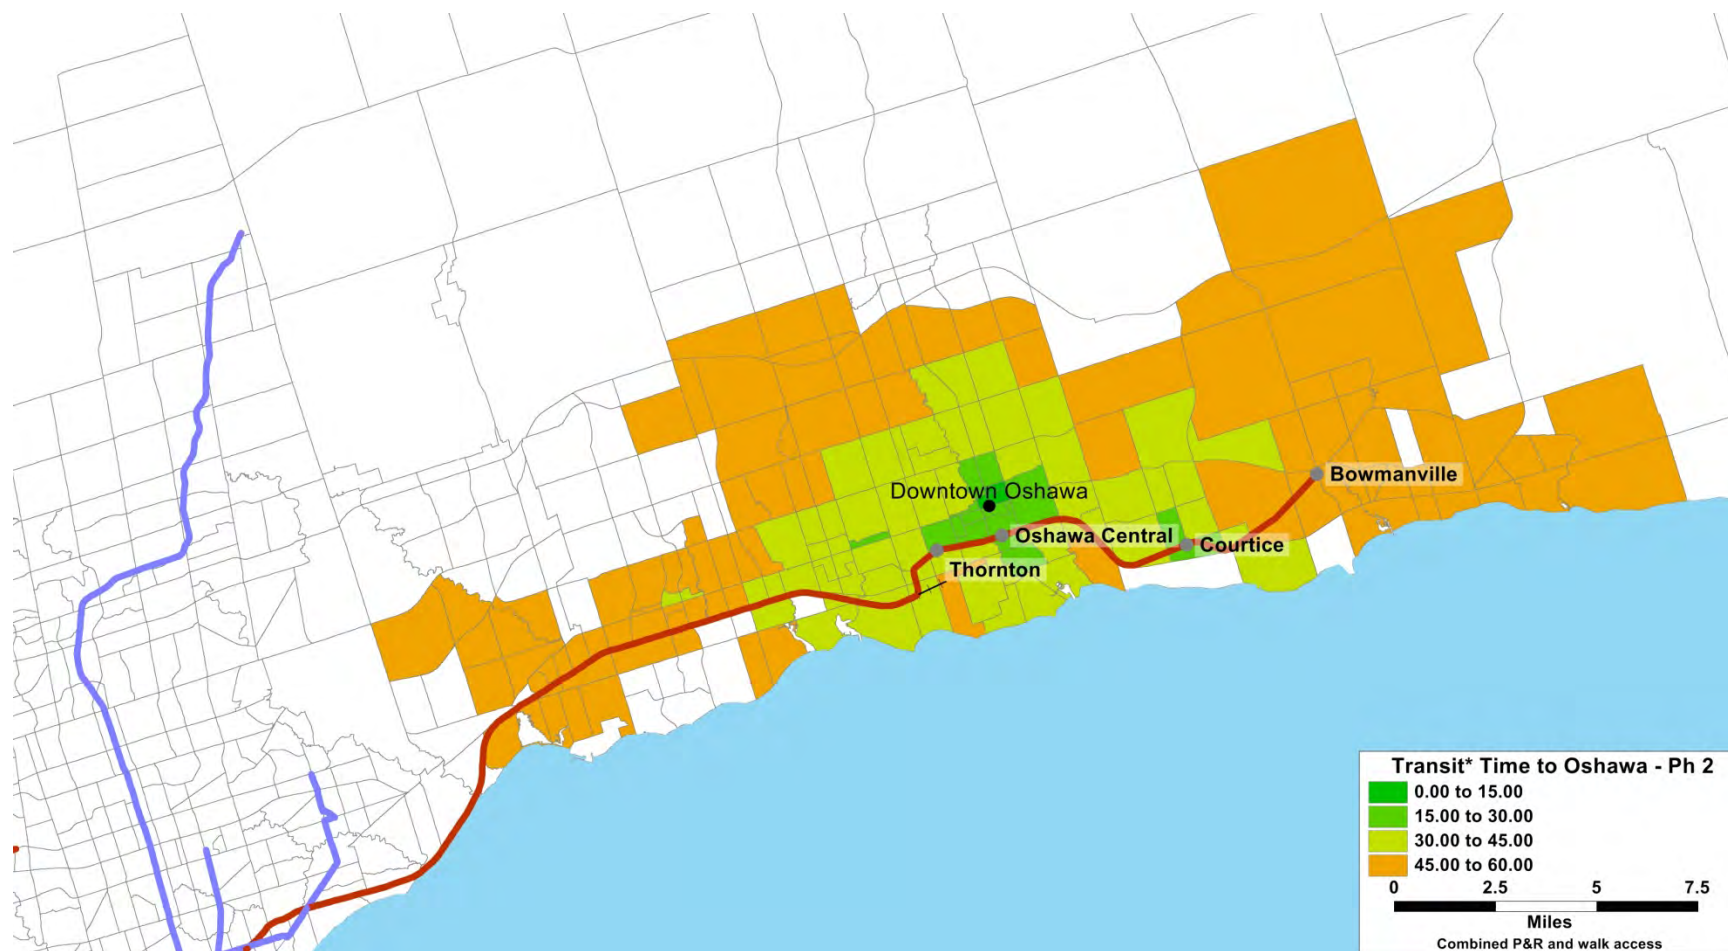 Downtown Oshawa
Bowmanville
Oshawa Central
Courtice
Thornton
Transit* Time to Oshawa - Ph 2
0.00 to 15.00
15.00 to 30.00
30.00 to 45.00
45.00 to 60.00
0 2.5 5 7.5
Miles
Combined P&R and walk access